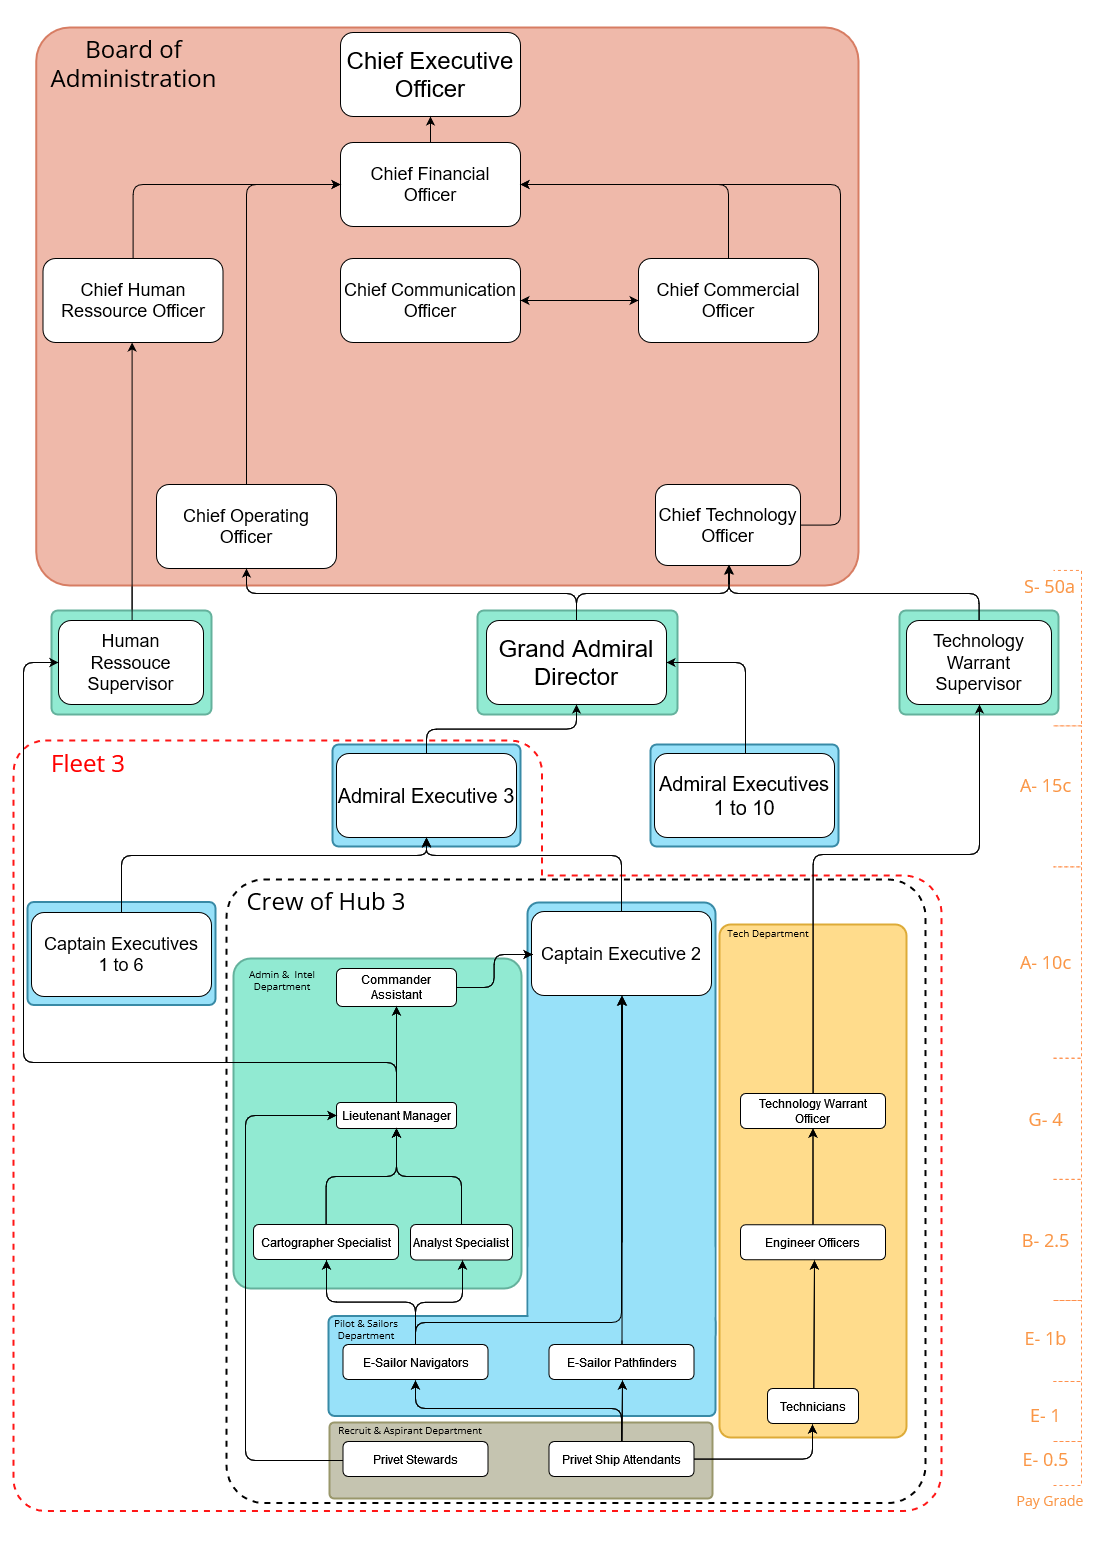 Board of
Administration
Chief Executive
Officer
Chief Financial
Officer
Chief Human
Ressource Officer
Chief Communication
Officer
Chief Commercial
Officer
Chief Operating
Officer
Chief Technology
Officer
S- 50a
Human
Ressouce
Supervisor
Grand Admiral
Director
Technology
Warrant
Supervisor
Fleet 3
Admiral Executive 3
Admiral Executives
1 to 10
A- 15c
Crew of Hub 3
Captain Executives
1 to 6
Captain Executive 2
Tech Department
A- 10c
Admin & Intel
Department
Commander
Assistant
Lieutenant Manager
Technology Warrant
Officer
G- 4
Cartographer Specialist
Analyst Specialist
Engineer Officers
B- 2.5
Pilot & Sailors
Department
E-Sailor Navigators
E-Sailor Pathfinders
E- 1b
Technicians
E- 1
Recruit & Aspirant Department
Privet Stewards
Privet Ship Attendants
E- 0.5
Pay Grade